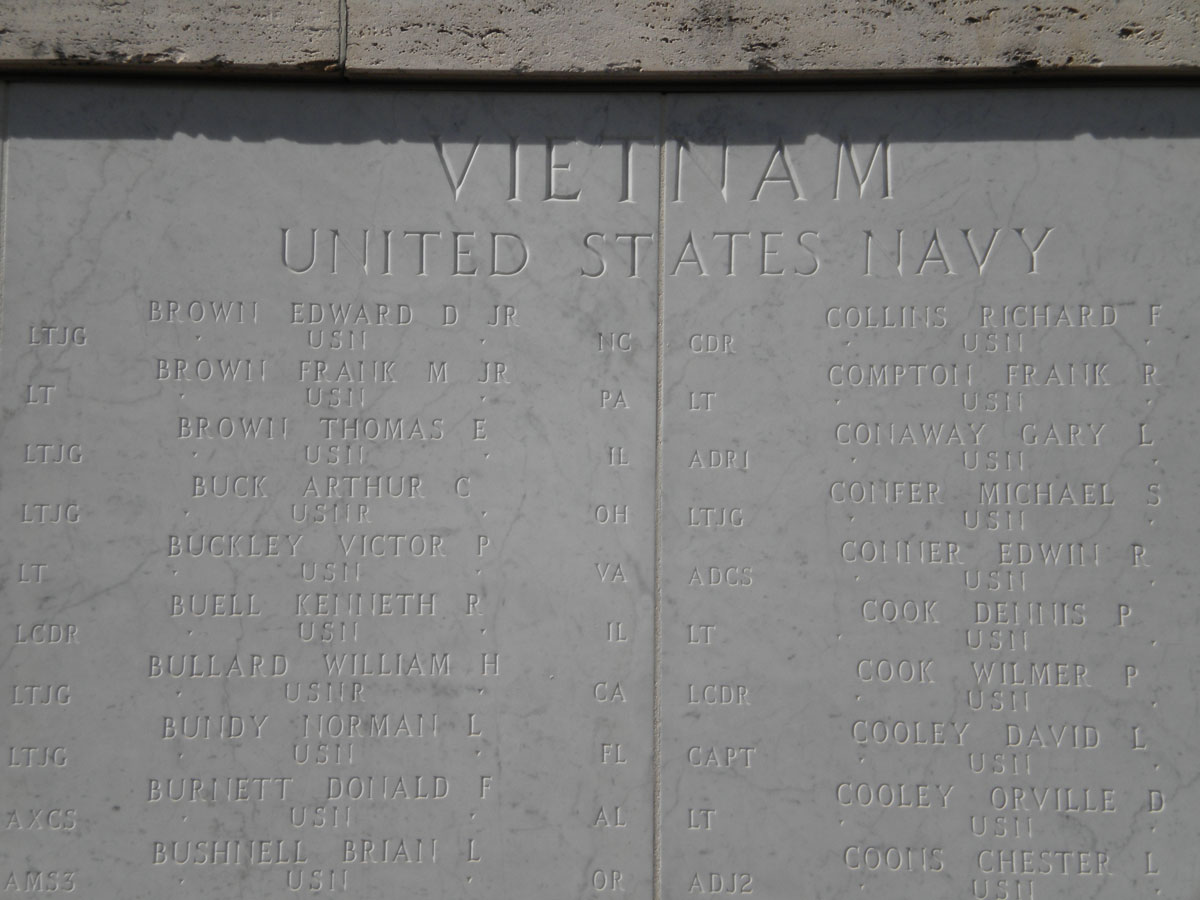 VIETNAM
UNITED STATES NAVY
BROWN EDWARD D JR
LTJG · USN · NC
BROWN FRANK M JR
LT · USN · PA
BROWN THOMAS E
LTJG · USN · IL
BUCK ARTHUR C
LTJG · USNR · OH
BUCKLEY VICTOR P
LT · USN · VA
BUELL KENNETH R
LCDR · USN · IL
BULLARD WILLIAM H
LTJG · USNR · CA
BUNDY NORMAN L
LTJG · USN · FL
BURNETT DONALD F
AXCS · USN · AL
BUSHNELL BRIAN L
AMS3 · USN · OR
COLLINS RICHARD F
CDR · USN ·
COMPTON FRANK R
LT · USN ·
CONAWAY GARY L
ADR1 · USN ·
CONFER MICHAEL S
LTJG · USN ·
CONNER EDWIN R
ADCS · USN ·
COOK DENNIS P
LT · USN ·
COOK WILMER P
LCDR · USN ·
COOLEY DAVID L
CAPT · USN ·
COOLEY ORVILLE D
LT · USN ·
COONS CHESTER L
ADJ2 · USN ·